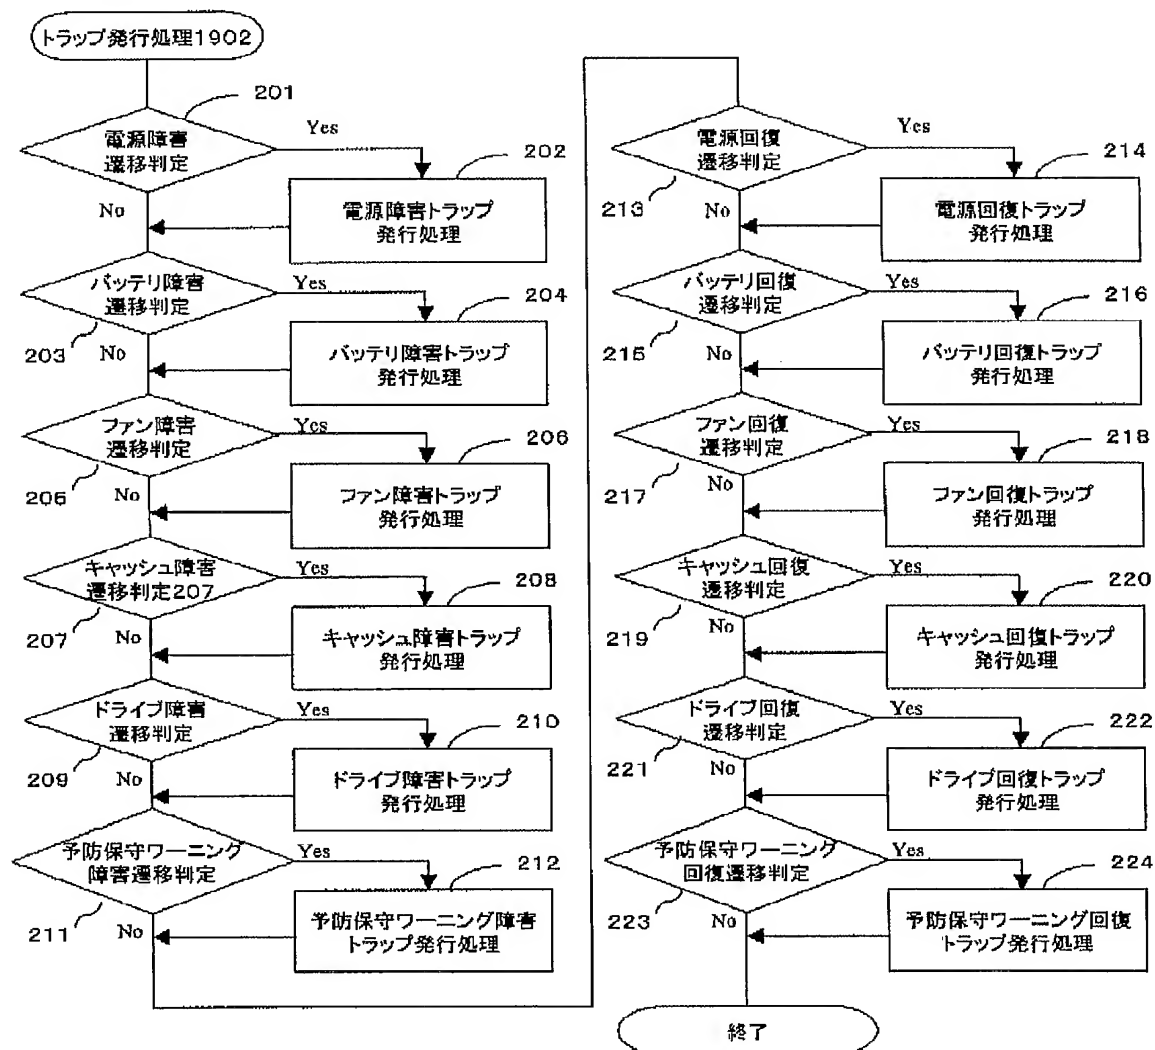 トラップ発行処理1902
201
電源障害
遷移判定
Yes
No
202
電源障害トラップ
発行処理
バッテリ障害
遷移判定
Yes
203
No
204
バッテリ障害トラップ
発行処理
ファン障害
遷移判定
Yes
205
No
206
ファン障害トラップ
発行処理
キャッシュ障害
遷移判定207
Yes
207
No
208
キャッシュ障害トラップ
発行処理
ドライブ障害
遷移判定
Yes
209
No
210
ドライブ障害トラップ
発行処理
予防保守ワーニング
障害遷移判定
Yes
211
No
212
予防保守ワーニング障害
トラップ発行処理
電源回復
遷移判定
Yes
213
No
214
電源回復トラップ
発行処理
バッテリ回復
遷移判定
Yes
215
No
216
バッテリ回復トラップ
発行処理
ファン回復
遷移判定
Yes
217
No
218
ファン回復トラップ
発行処理
キャッシュ回復
遷移判定
Yes
219
No
220
キャッシュ回復トラップ
発行処理
ドライブ回復
遷移判定
Yes
221
No
222
ドライブ回復トラップ
発行処理
予防保守ワーニング
回復遷移判定
Yes
223
No
224
予防保守ワーニング回復
トラップ発行処理
終了